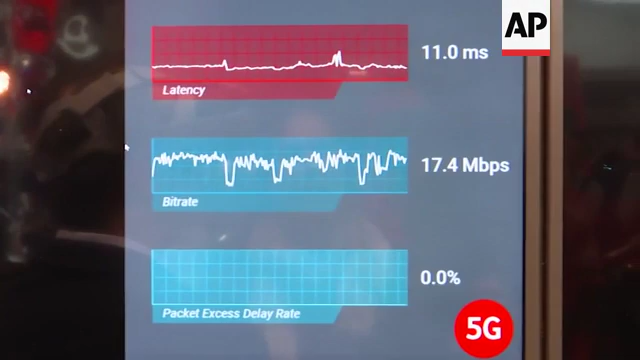 AP
11.0 ms
Latency
17.4 Mbps
Bitrate
0.0%
Packet Excess Delay Rate
5G